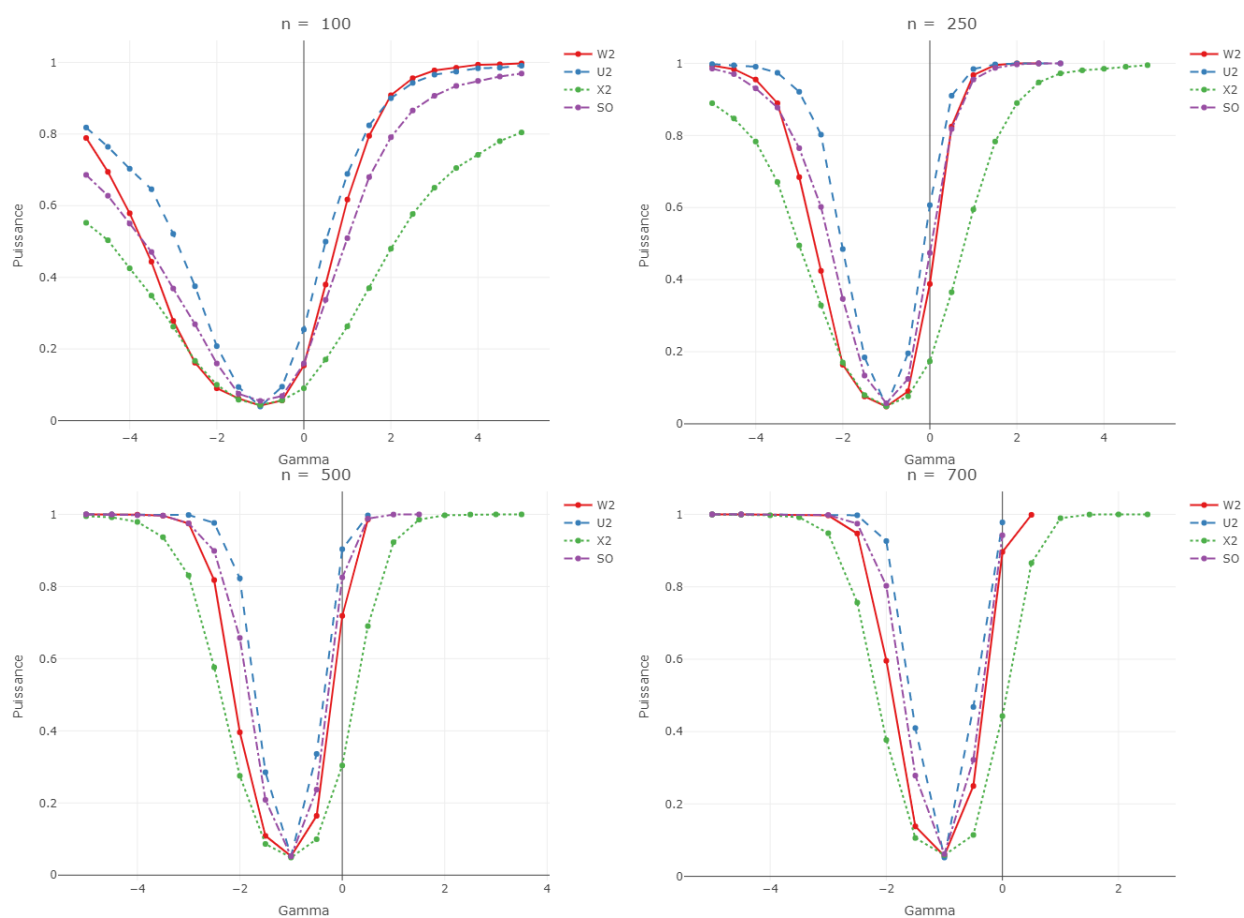 n = 100
1
0.8
0.6
0.4
0.2
0
Puissance
−4
−2
0
2
4
Gamma
W2
U2
X2
SO
n = 250
1
0.8
0.6
0.4
0.2
0
Puissance
−4
−2
0
2
4
Gamma
W2
U2
X2
SO
n = 500
1
0.8
0.6
0.4
0.2
0
Puissance
−4
−2
0
2
4
Gamma
W2
U2
X2
SO
n = 700
1
0.8
0.6
0.4
0.2
0
Puissance
−4
−2
0
2
Gamma
W2
U2
X2
SO